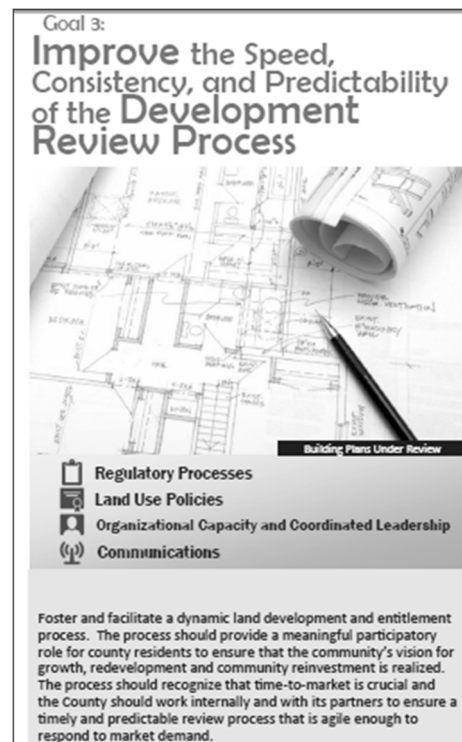 Goal 3:
Improve the Speed,
Consistency, and Predictability
of the Development
Review Process
Building Plans Under Review
Regulatory Processes
Land Use Policies
Organizational Capacity and Coordinated Leadership
Communications
Foster and facilitate a dynamic land development and entitlement
process. The process should provide a meaningful participatory
role for county residents to ensure that the community's vision for
growth, redevelopment and community reinvestment is realized.
The process should recognize that time-to-market is crucial and
the County should work internally and with its partners to ensure a
timely and predictable review process that is agile enough to
respond to market demand.